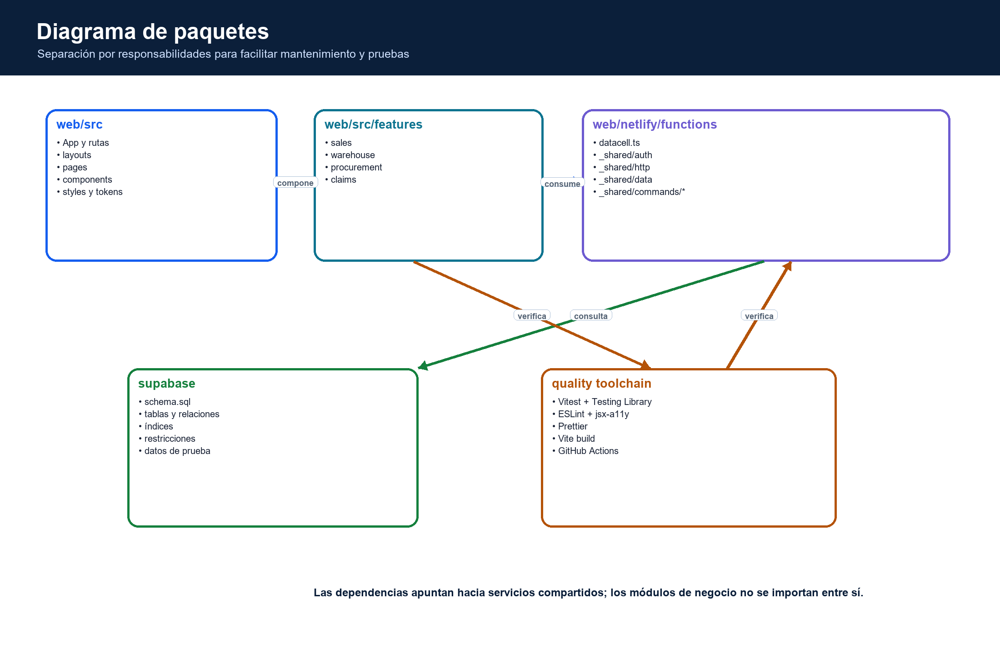 Diagrama de paquetes
Separación por responsabilidades para facilitar mantenimiento y pruebas
web/src
• App y rutas
• layouts
• pages
• components
• styles y tokens
compone
web/src/features
• sales
• warehouse
• procurement
• claims
consume
web/netlify/functions
• datacell.ts
• _shared/auth
• _shared/http
• _shared/data
• _shared/commands/*
verifica
consulta
verifica
supabase
• schema.sql
• tablas y relaciones
• índices
• restricciones
• datos de prueba
quality toolchain
• Vitest + Testing Library
• ESLint + jsx-a11y
• Prettier
• Vite build
• GitHub Actions
Las dependencias apuntan hacia servicios compartidos; los módulos de negocio no se importan entre sí.